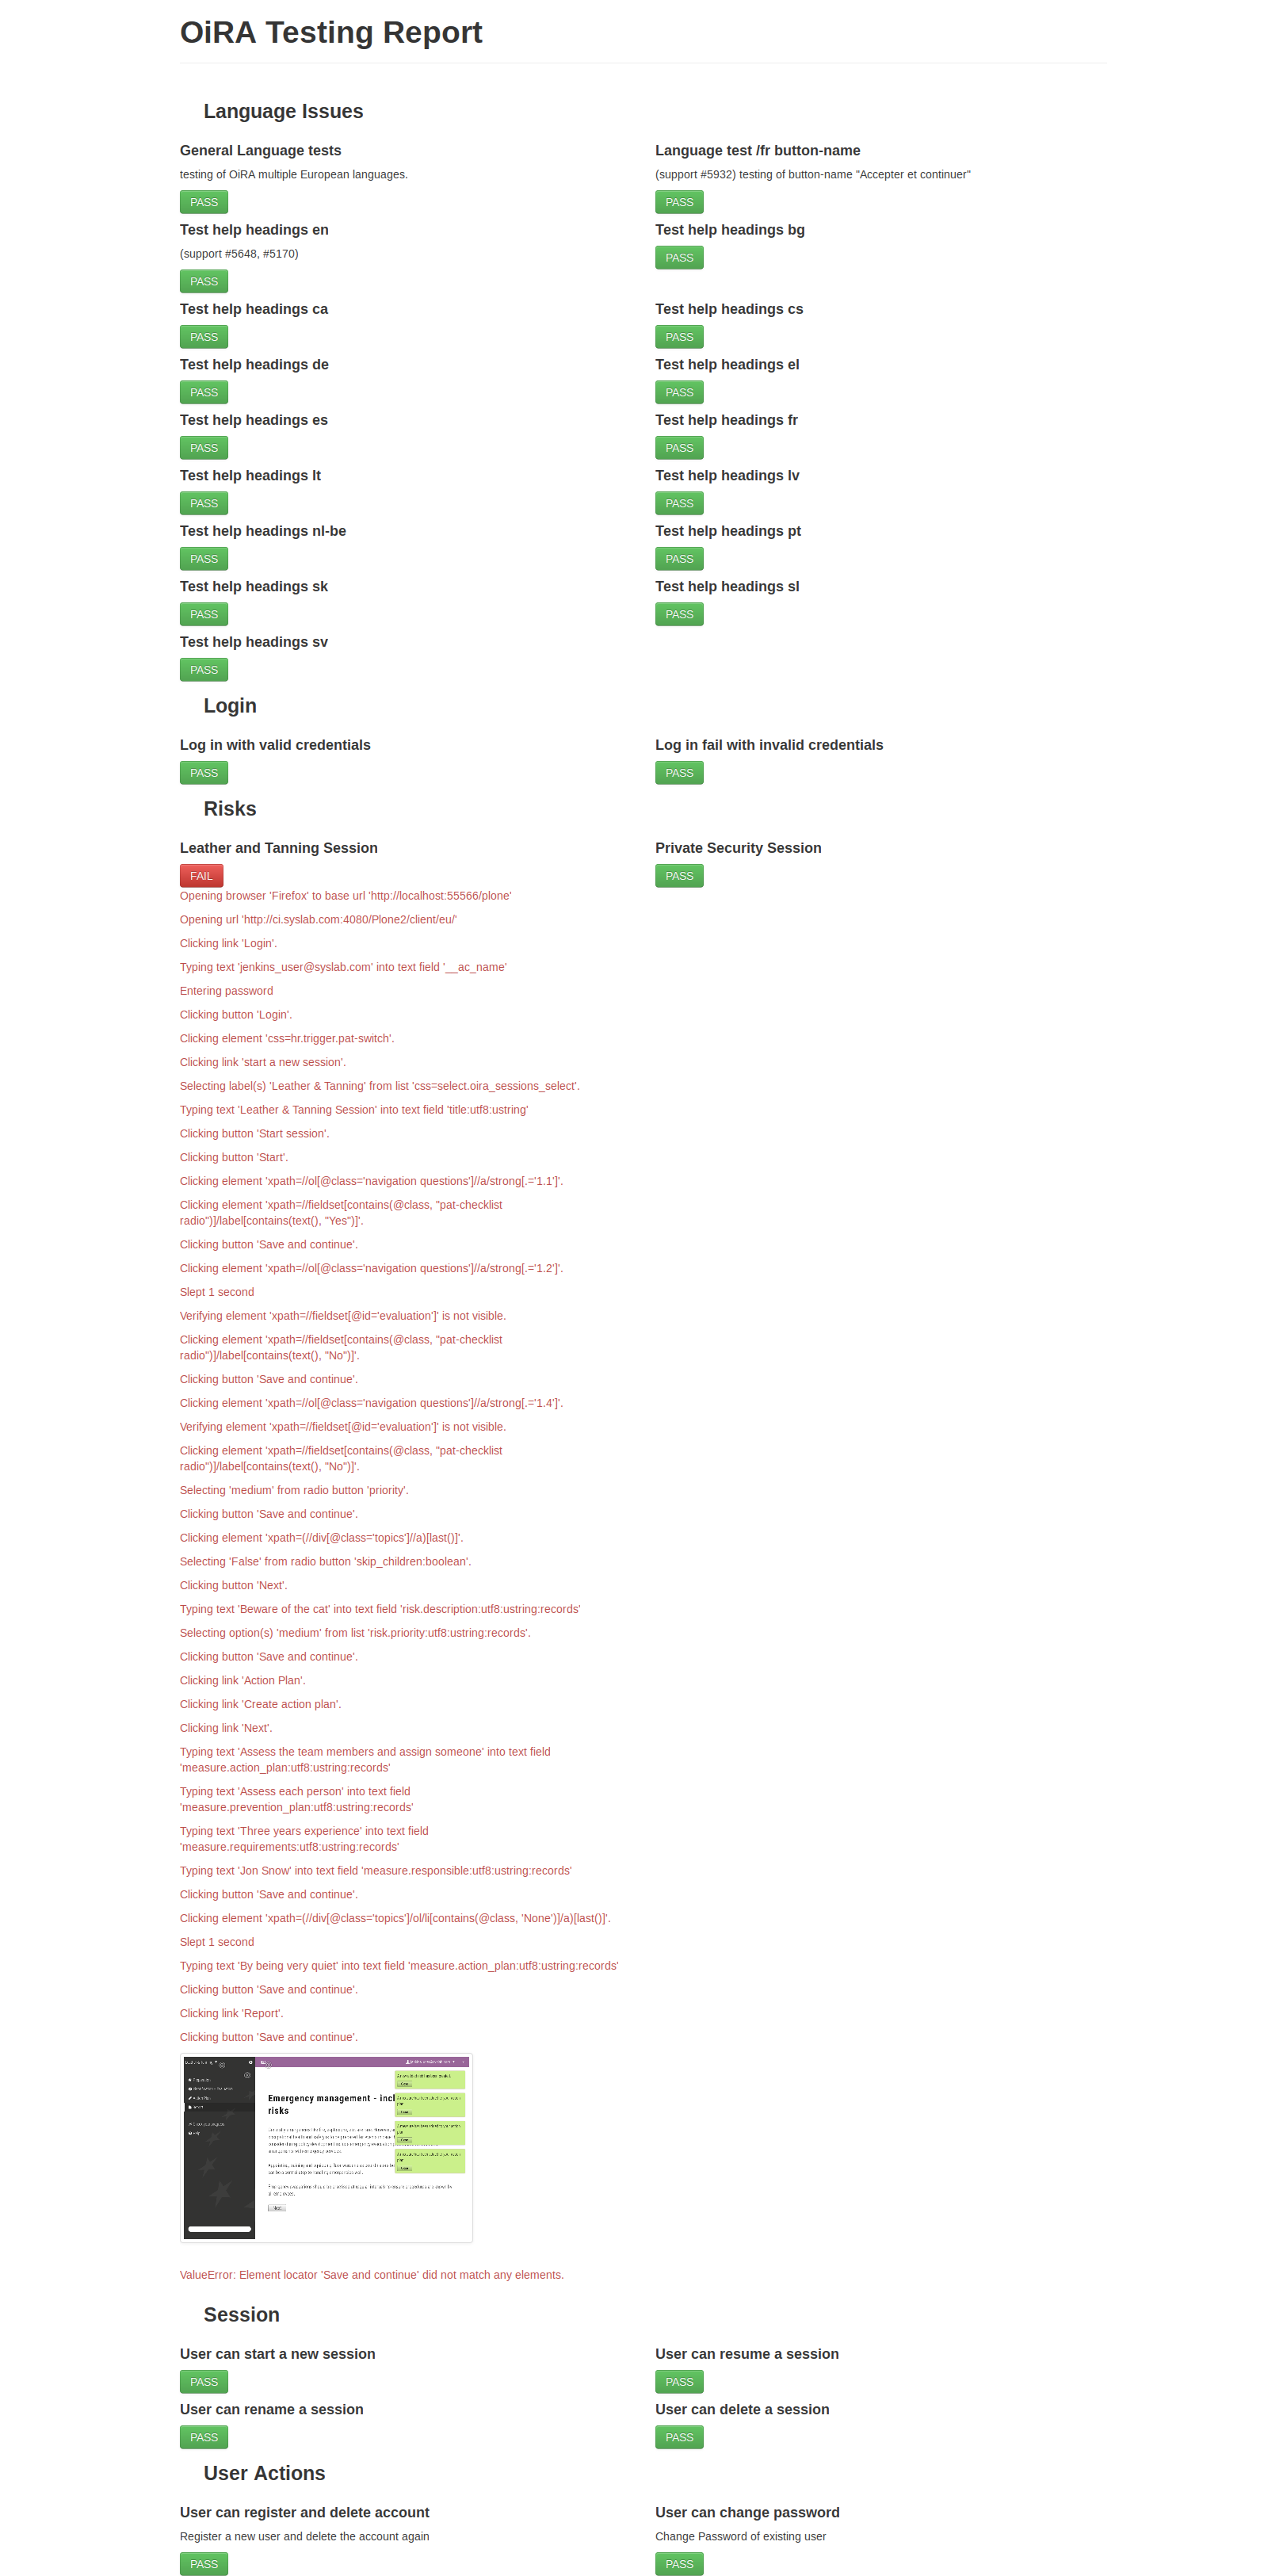 OiRA Testing Report
Language Issues
General Language tests
testing of OiRA multiple European languages.
PASS
Language test /fr button-name
(support #5932) testing of button-name "Accepter et continuer"
PASS
Test help headings en
(support #5648, #5170)
PASS
Test help headings bg
PASS
Test help headings ca
PASS
Test help headings cs
PASS
Test help headings de
PASS
Test help headings el
PASS
Test help headings es
PASS
Test help headings fr
PASS
Test help headings lt
PASS
Test help headings lv
PASS
Test help headings nl-be
PASS
Test help headings pt
PASS
Test help headings sk
PASS
Test help headings sl
PASS
Test help headings sv
PASS
Login
Log in with valid credentials
PASS
Log in fail with invalid credentials
PASS
Risks
Leather and Tanning Session
FAIL
Private Security Session
PASS
Opening browser 'Firefox' to base url 'http://localhost:55566/plone'
Opening url 'http://ci.syslab.com:4080/Plone2/client/eu/'
Clicking link 'Login'.
Typing text 'jenkins_user@syslab.com' into text field '__ac_name'
Entering password
Clicking button 'Login'.
Clicking element 'css=hr.trigger.pat-switch'.
Clicking link 'start a new session'.
Selecting label(s) 'Leather & Tanning' from list 'css=select.oira_sessions_select'.
Typing text 'Leather & Tanning Session' into text field 'title:utf8:ustring'
Clicking button 'Start session'.
Clicking button 'Start'.
Clicking element 'xpath=//ol[@class='navigation questions']//a/strong[.='1.1']'.
Clicking element 'xpath=//fieldset[contains(@class, "pat-checklist
radio")]/label[contains(text(), "Yes")]'.
Clicking button 'Save and continue'.
Clicking element 'xpath=//ol[@class='navigation questions']//a/strong[.='1.2']'.
Slept 1 second
Verifying element 'xpath=//fieldset[@id='evaluation']' is not visible.
Clicking element 'xpath=//fieldset[contains(@class, "pat-checklist
radio")]/label[contains(text(), "No")]'.
Clicking button 'Save and continue'.
Clicking element 'xpath=//ol[@class='navigation questions']//a/strong[.='1.4']'.
Verifying element 'xpath=//fieldset[@id='evaluation']' is not visible.
Clicking element 'xpath=//fieldset[contains(@class, "pat-checklist
radio")]/label[contains(text(), "No")]'.
Selecting 'medium' from radio button 'priority'.
Clicking button 'Save and continue'.
Clicking element 'xpath=(//div[@class='topics']//a)[last()]'.
Selecting 'False' from radio button 'skip_children:boolean'.
Clicking button 'Next'.
Typing text 'Beware of the cat' into text field 'risk.description:utf8:ustring:records'
Selecting option(s) 'medium' from list 'risk.priority:utf8:ustring:records'.
Clicking button 'Save and continue'.
Clicking link 'Action Plan'.
Clicking link 'Create action plan'.
Clicking link 'Next'.
Typing text 'Assess the team members and assign someone' into text field
'measure.action_plan:utf8:ustring:records'
Typing text 'Assess each person' into text field
'measure.prevention_plan:utf8:ustring:records'
Typing text 'Three years experience' into text field
'measure.requirements:utf8:ustring:records'
Typing text 'Jon Snow' into text field 'measure.responsible:utf8:ustring:records'
Clicking button 'Save and continue'.
Clicking element 'xpath=(//div[@class='topics']/ol/li[contains(@class, 'None')]/a)[last()]'.
Slept 1 second
Typing text 'By being very quiet' into text field 'measure.action_plan:utf8:ustring:records'
Clicking button 'Save and continue'.
Clicking link 'Report'.
Clicking button 'Save and continue'.
Emergency management - incl
risks
ValueError: Element locator 'Save and continue' did not match any elements.
Session
User can start a new session
PASS
User can resume a session
PASS
User can rename a session
PASS
User can delete a session
PASS
User Actions
User can register and delete account
Register a new user and delete the account again
PASS
User can change password
Change Password of existing user
PASS